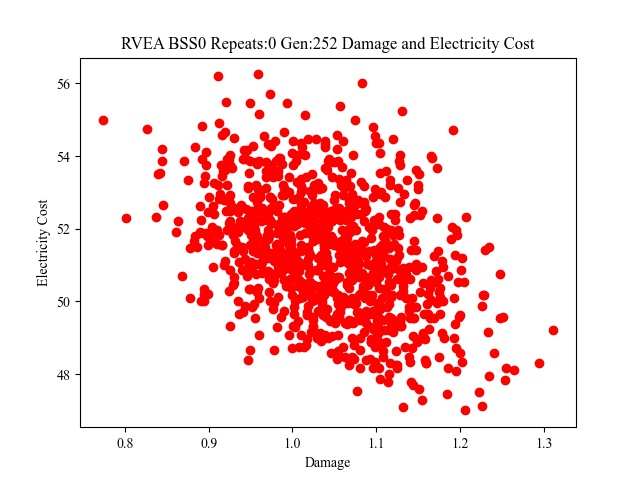 RVEA BSS0 Repeats:0 Gen:252 Damage and Electricity Cost
56
54
52
50
48
Electricity Cost
0.8 0.9 1.0 1.1 1.2 1.3
Damage